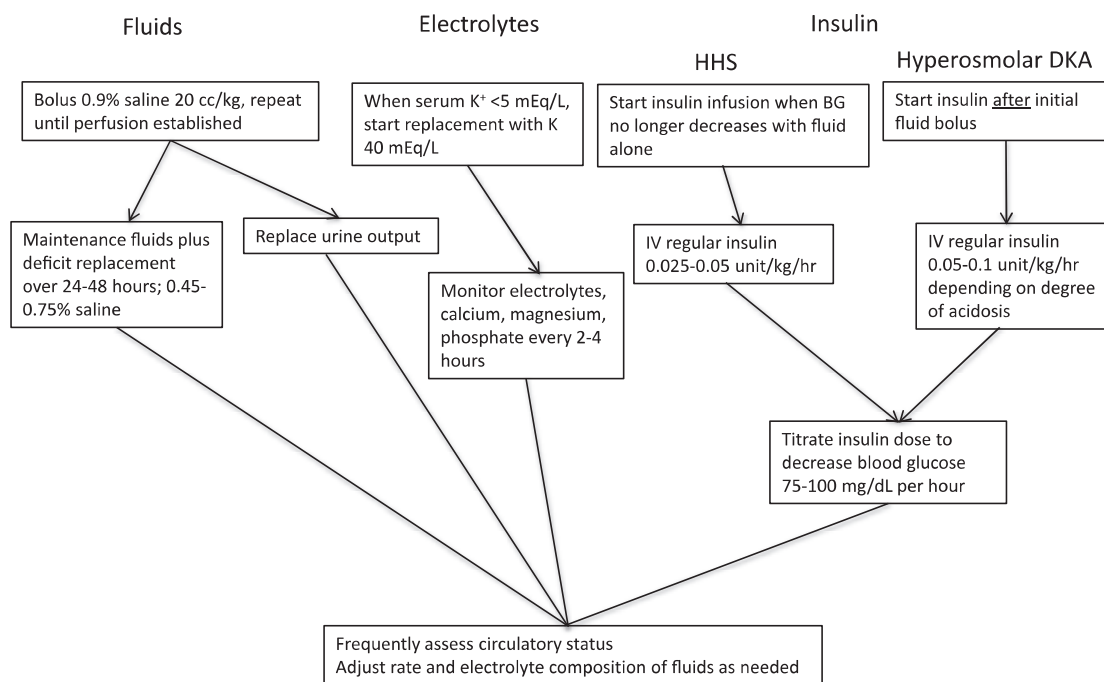 Fluids
Electrolytes
Insulin
HHS
Hyperosmolar DKA
Bolus 0.9% saline 20 cc/kg, repeat
until perfusion established
When serum K⁺ <5 mEq/L,
start replacement with K
40 mEq/L
Start insulin infusion when BG
no longer decreases with fluid
alone
Start insulin after initial
fluid bolus
Maintenance fluids plus
deficit replacement
over 24-48 hours; 0.45-
0.75% saline
Replace urine output
Monitor electrolytes,
calcium, magnesium,
phosphate every 2-4
hours
IV regular insulin
0.025-0.05 unit/kg/hr
IV regular insulin
0.05-0.1 unit/kg/hr
depending on degree
of acidosis
Titrate insulin dose to
decrease blood glucose
75-100 mg/dL per hour
Frequently assess circulatory status
Adjust rate and electrolyte composition of fluids as needed